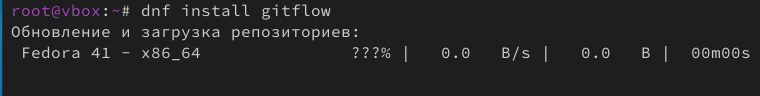 root@vbox:~# dnf install gitflow
Обновление и загрузка репозиториев:
Fedora 41 - x86_64 ???% | 0.0 B/s | 0.0 B | 00m00s